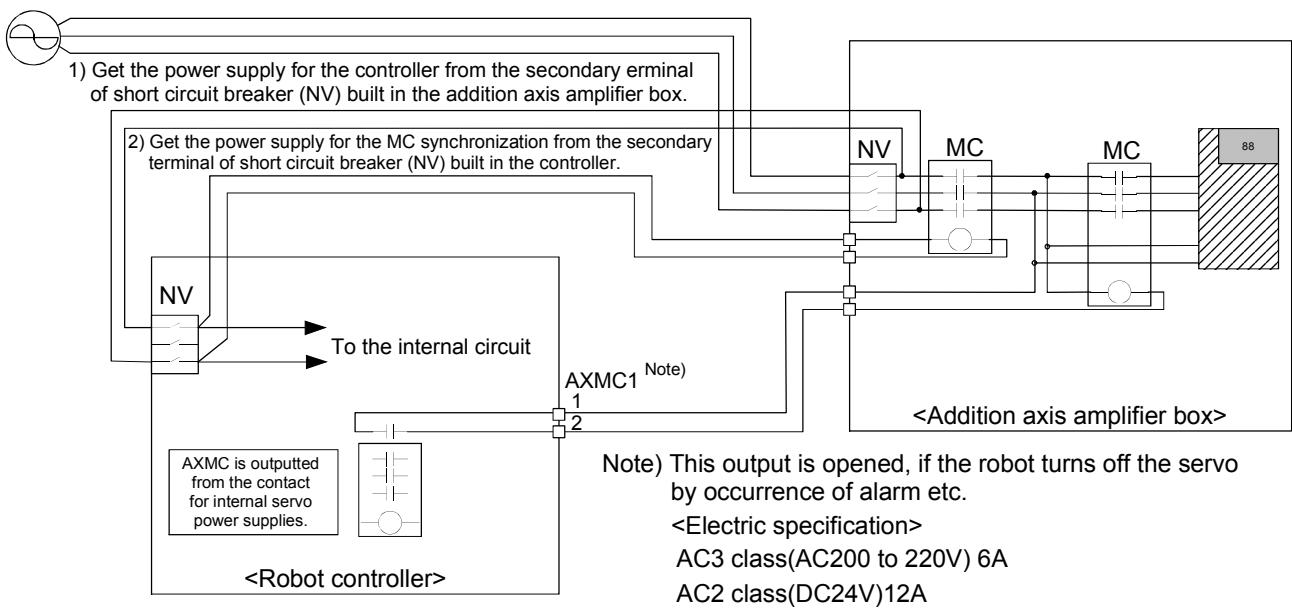 1) Get the power supply for the controller from the secondary erminal
of short circuit breaker (NV) built in the addition axis amplifier box.
2) Get the power supply for the MC synchronization from the secondary
terminal of short circuit breaker (NV) built in the controller.
NV
MC
MC
88
NV
To the internal circuit
AXMC1 Note)
1
2
<Addition axis amplifier box>
AXMC is outputted
from the contact
for internal servo
power supplies.
<Robot controller>
Note) This output is opened, if the robot turns off the servo
by occurrence of alarm etc.
<Electric specification>
AC3 class(AC200 to 220V) 6A
AC2 class(DC24V)12A